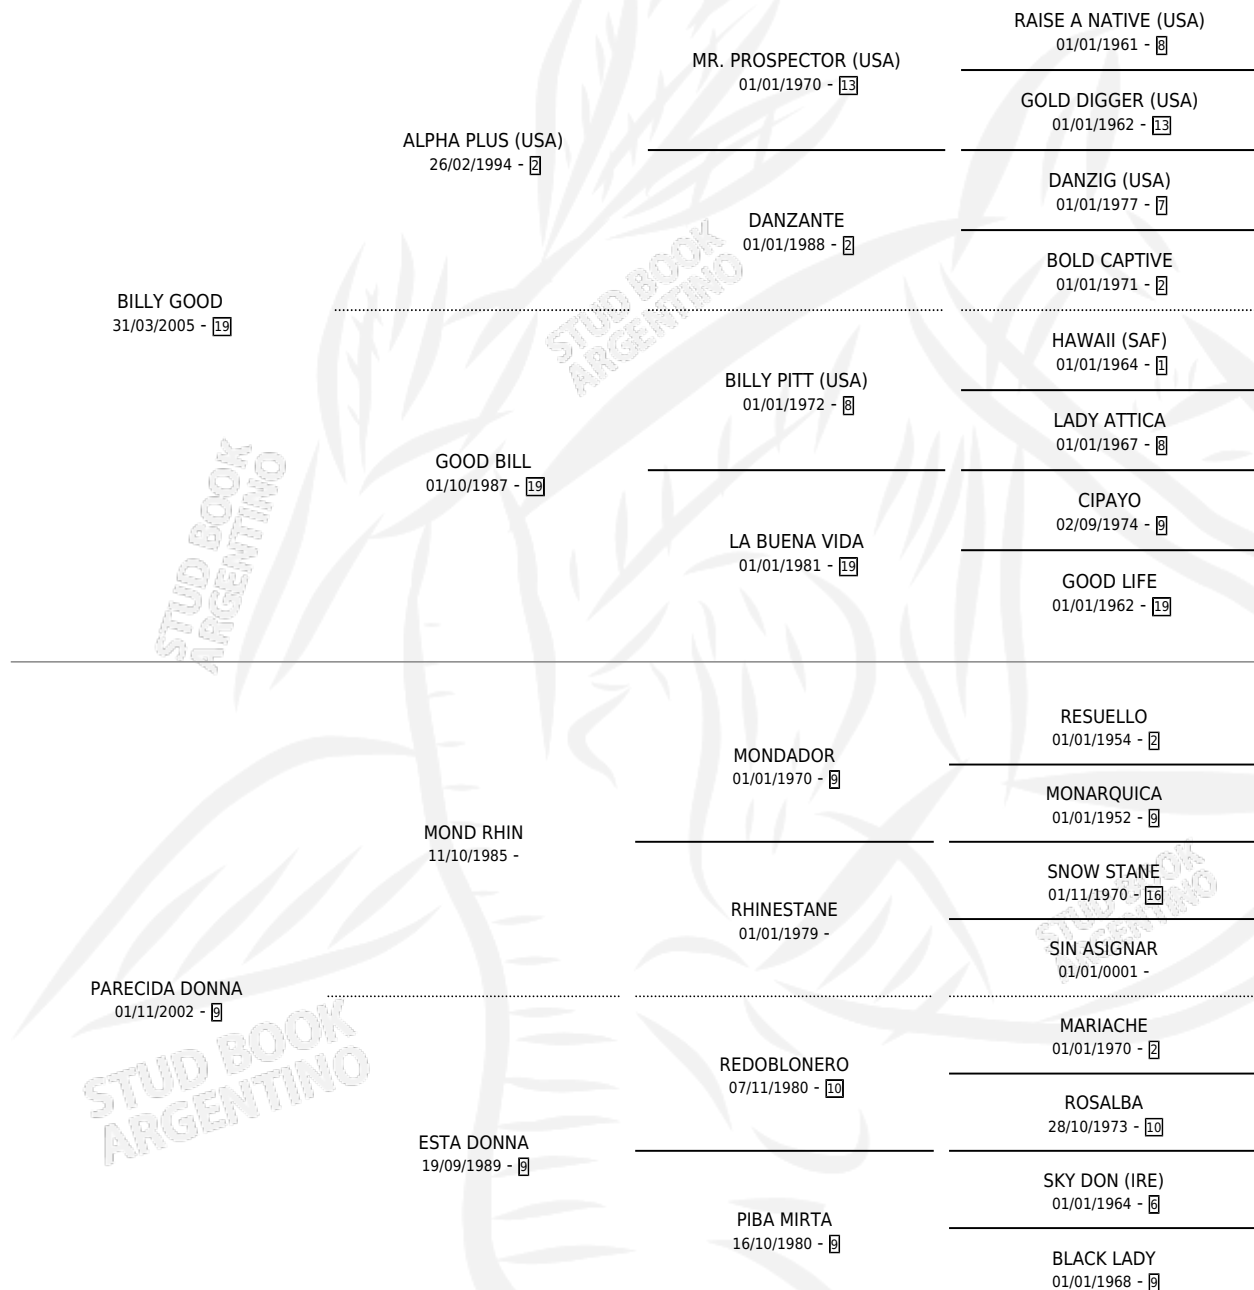 RAISE A NATIVE (USA)
01/01/1961 - 8
MR. PROSPECTOR (USA)
01/01/1970 - 13
GOLD DIGGER (USA)
01/01/1962 - 13
ALPHA PLUS (USA)
26/02/1994 - 2
DANZIG (USA)
01/01/1977 - 7
DANZANTE
01/01/1988 - 2
BOLD CAPTIVE
01/01/1971 - 2
BILLY GOOD
31/03/2005 - 19
HAWAII (SAF)
01/01/1964 - 1
BILLY PITT (USA)
01/01/1972 - 8
LADY ATTICA
01/01/1967 - 8
GOOD BILL
01/10/1987 - 19
CIPAYO
02/09/1974 - 9
LA BUENA VIDA
01/01/1981 - 19
GOOD LIFE
01/01/1962 - 19
STUD BOOK
ARGENTINO
STUD BOOK
ARGENTINO
RESUELLO
01/01/1954 - 2
MONDADOR
01/01/1970 - 9
MONARQUICA
01/01/1952 - 9
MOND RHIN
11/10/1985 -
SNOW STANE
01/11/1970 - 16
RHINESTANE
01/01/1979 -
SIN ASIGNAR
01/01/0001 -
STUD BOOK
ARGENTINO
PARECIDA DONNA
01/11/2002 - 9
STUD BOOK
ARGENTINO
MARIACHE
01/01/1970 - 2
REDOBLONERO
07/11/1980 - 10
ROSALBA
28/10/1973 - 10
ESTA DONNA
19/09/1989 - 9
SKY DON (IRE)
01/01/1964 - 6
PIBA MIRTA
16/10/1980 - 9
BLACK LADY
01/01/1968 - 9